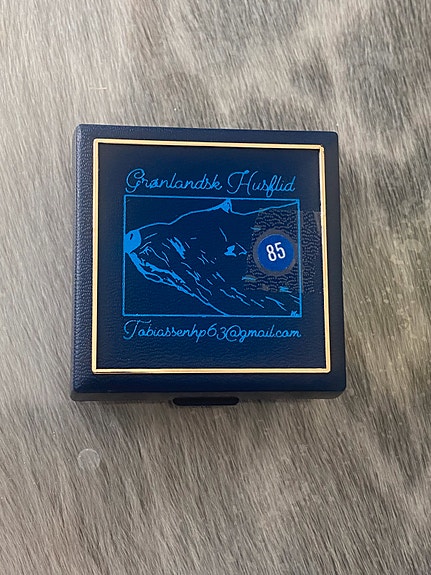 Grønlandsk Husflid
85
Tobiassenhp63@gmail.com